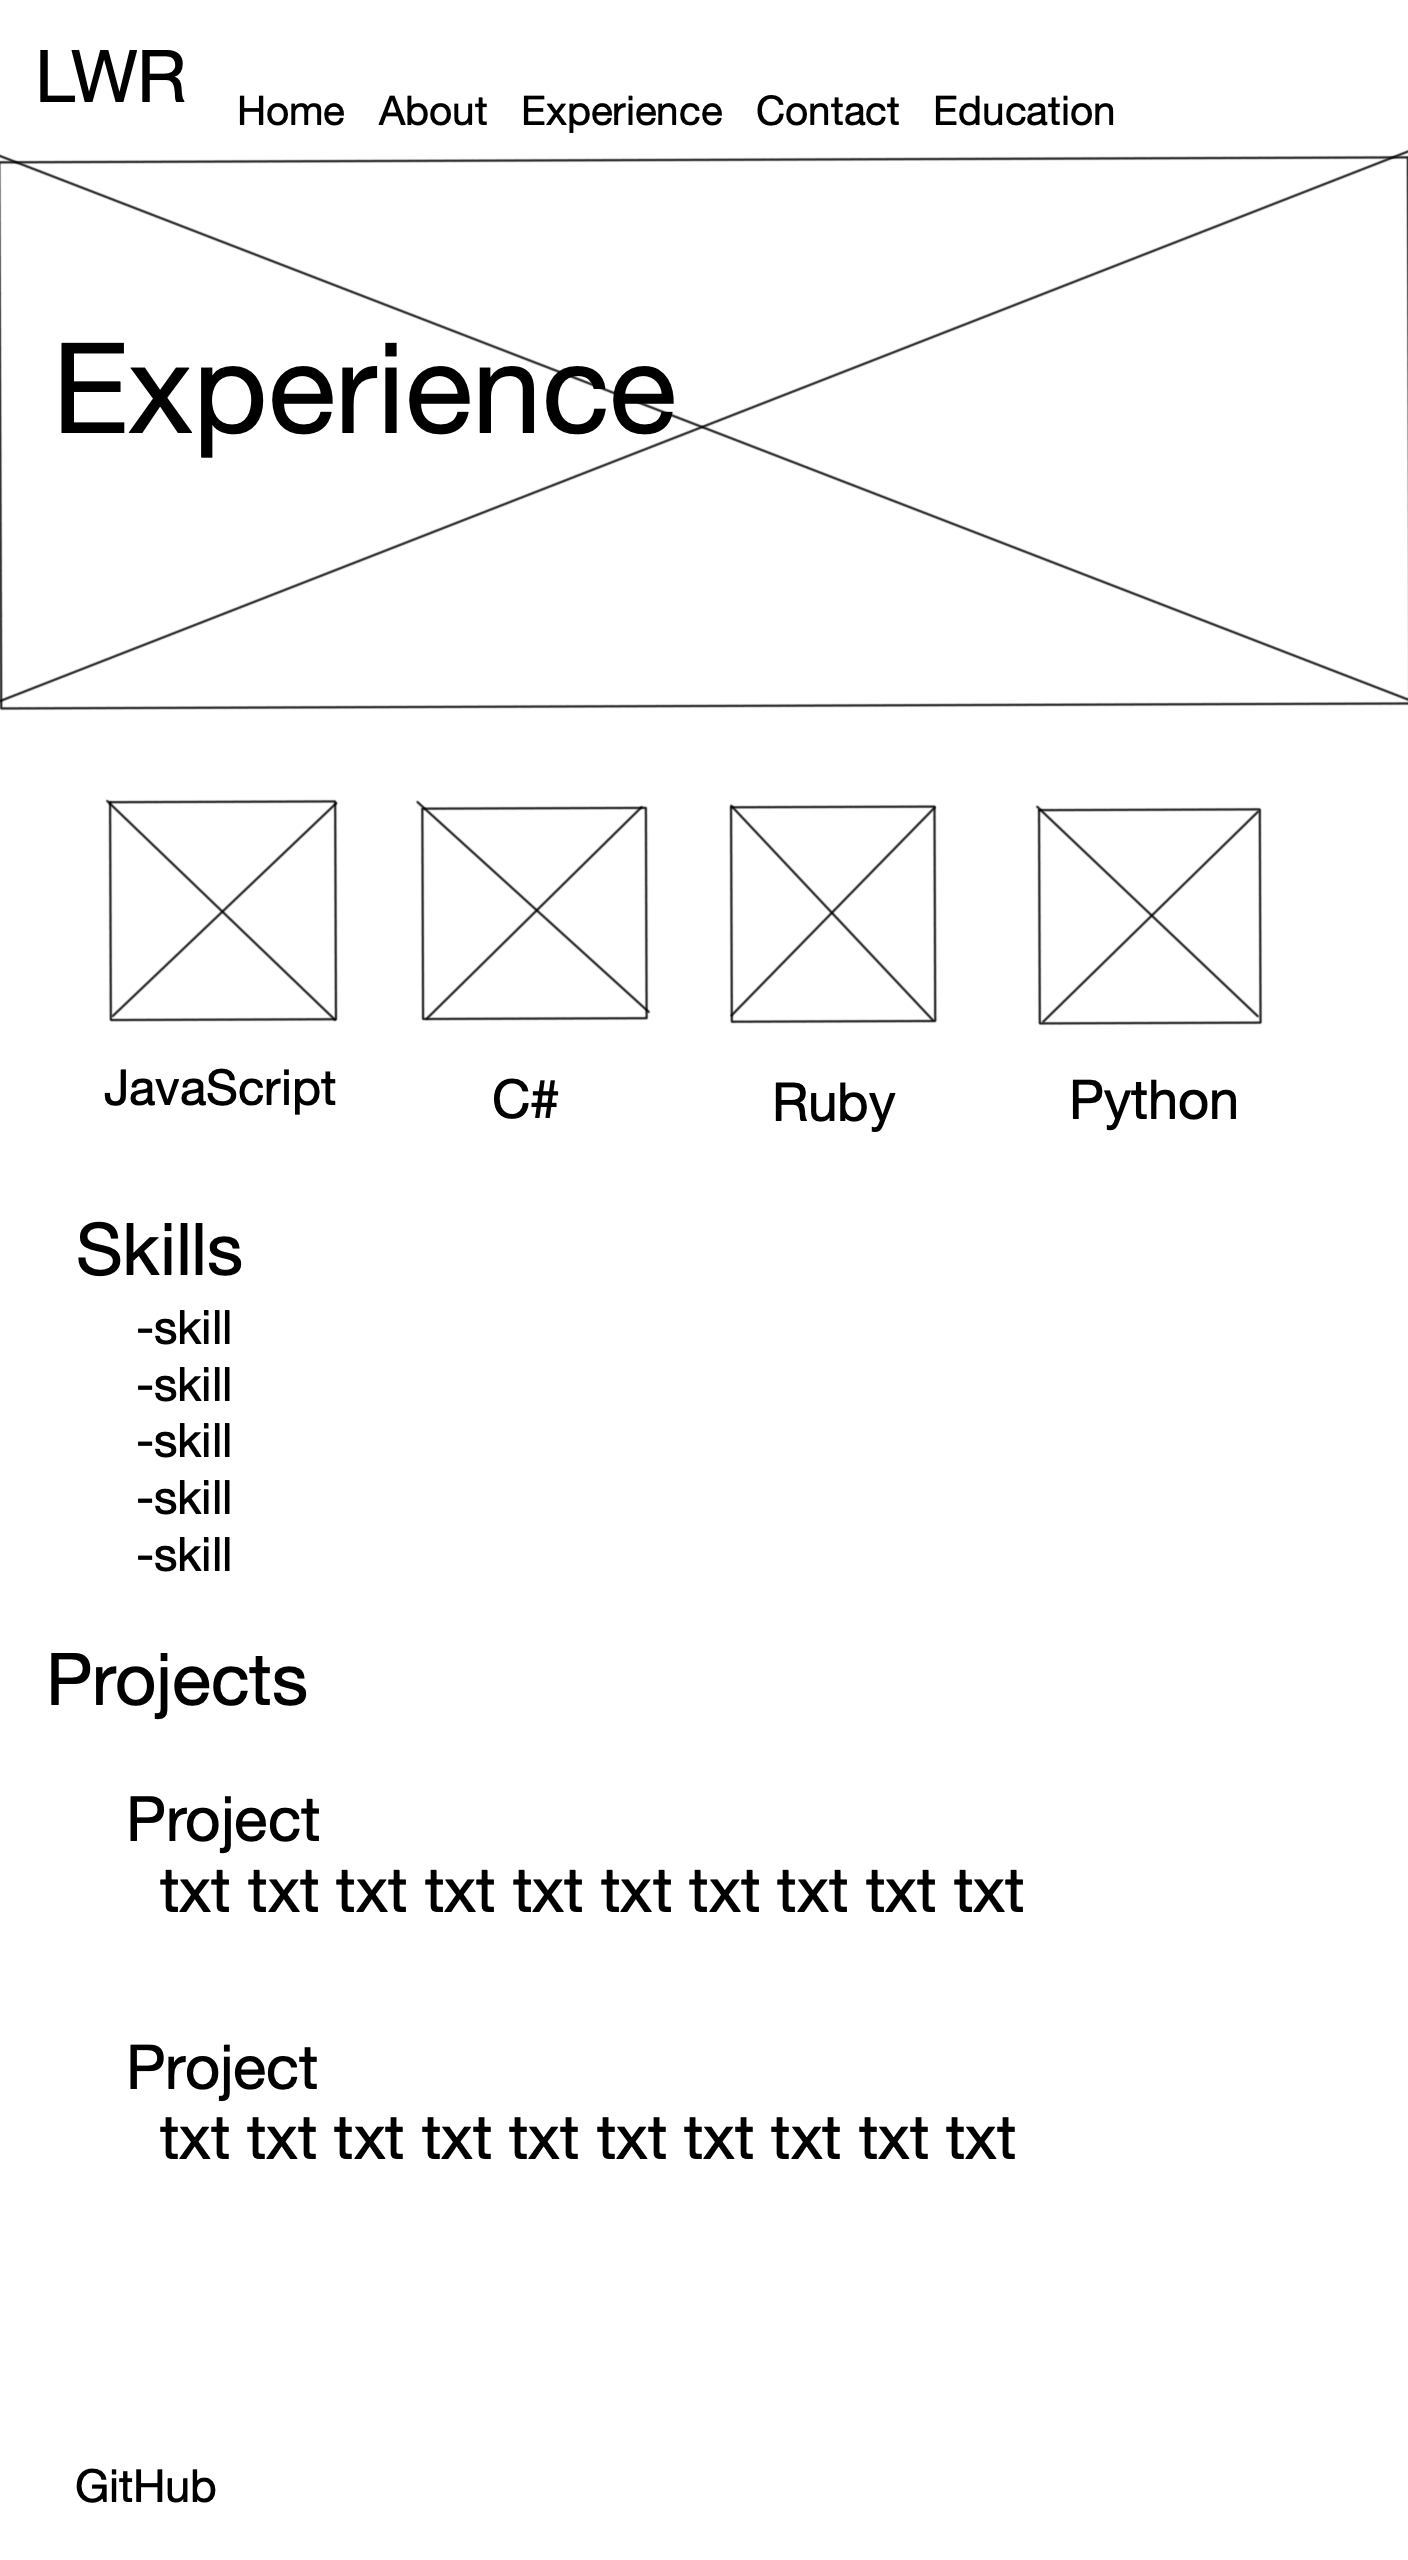 LWR
Home About Experience Contact Education
Experience
JavaScript C# Ruby Python
Skills
-skill
-skill
-skill
-skill
-skill
Projects
Project
txt txt txt txt txt txt txt txt txt txt
Project
txt txt txt txt txt txt txt txt txt txt
GitHub